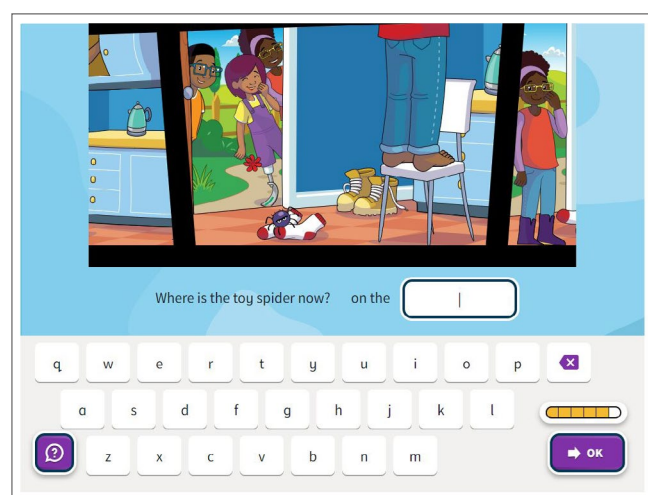 Where is the toy spider now? on the
q w e r t y u i o p
a s d f g h j k l
z x c v b n m OK